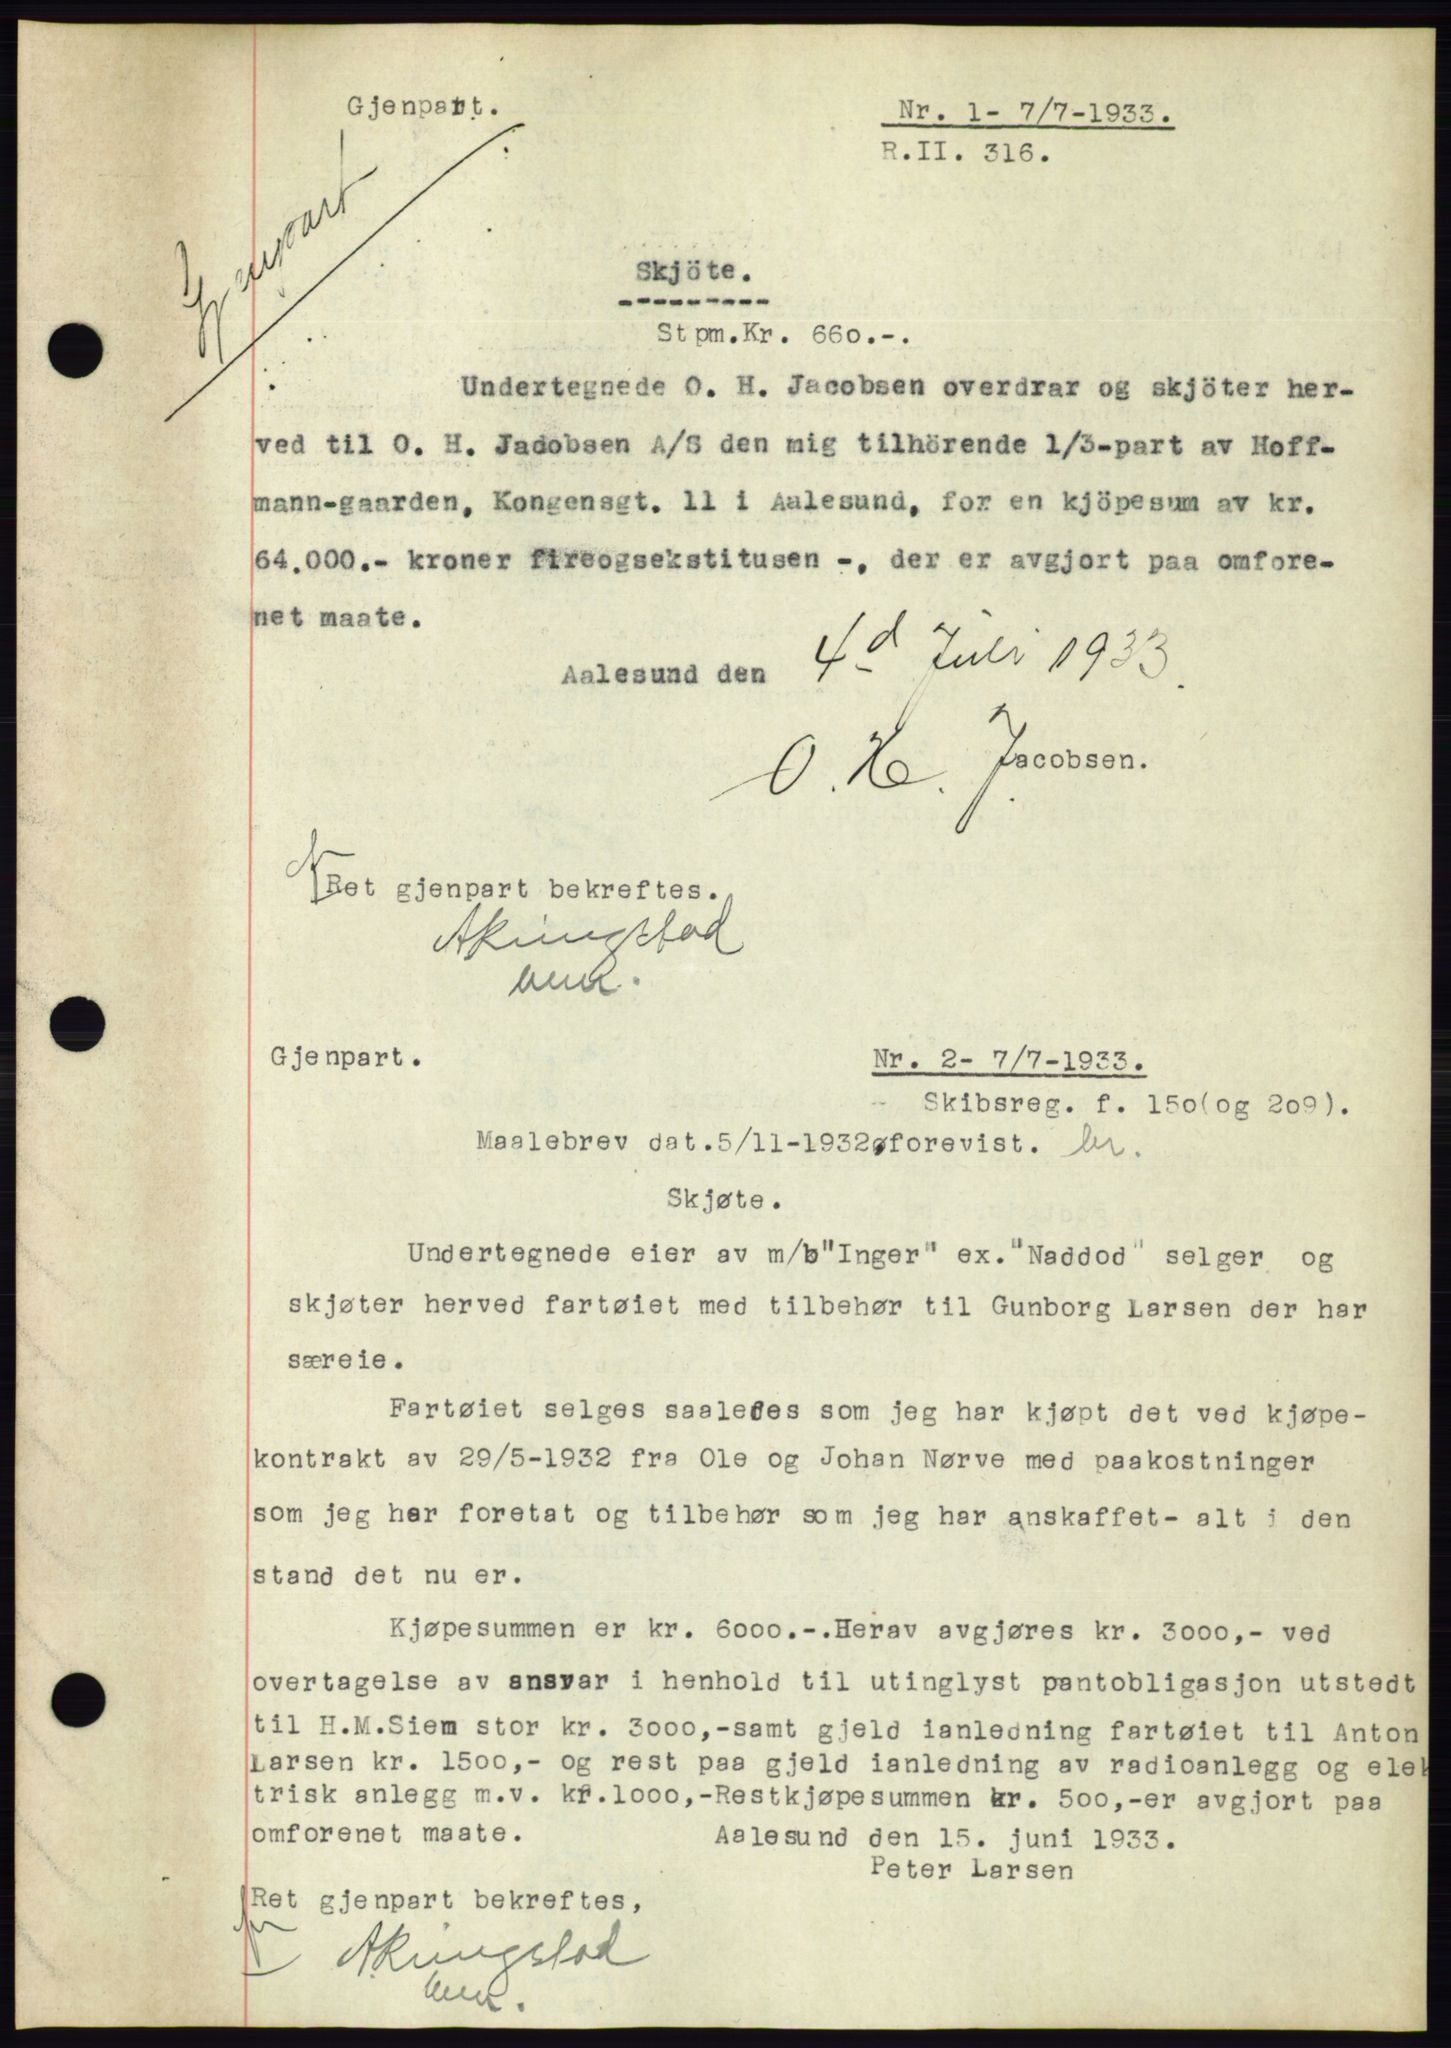 Gjenpart.
Nr. 1- 7/7-1933.
R.II. 316.
Gjenpart
Skjöte.
---------
Stpm.Kr. 660.-.
Undertegnede O. H. Jacobsen overdrar og skjöter her-
ved til O. H. Jadobsen A/S den mig tilhörende 1/3-part av Hoff-
mann-gaarden, Kongensgt. 11 i Aalesund, for en kjöpesum av kr.
64.000.- kroner fireogsekstitusen -, der er avgjort paa omfore-
net maate.
Aalesund den 4d Juli 1933.
O. H. Jacobsen.
Ret gjenpart bekreftes.
Gjenpart.
Nr. 2- 7/7-1933.
- Skibsreg. f. 150(og 209).
Maalebrev dat.5/11-1932 forevist.
Skjøte.
Undertegnede eier av m/b"Inger" ex."Naddod" selger og
skjøter herved fartøiet med tilbehør til Gunborg Larsen der har
særeie.
Fartøiet selges saaledes som jeg har kjøpt det ved kjøpe-
kontrakt av 29/5-1932 fra Ole og Johan Nørve med paakostninger
som jeg har foretat og tilbehør som jeg har anskaffet- alt i den
stand det nu er.
Kjøpesummen er kr. 6000.-.Herav avgjøres kr. 3000,- ved
overtagelse av ansvar i henhold til utinglyst pantobligasjon utstedt
til H.M.Siem stor kr. 3000,-samt gjeld ianledning fartøiet til Anton
Larsen kr. 1500,- og rest paa gjeld ianledning av radioanlegg og elek
trisk anlegg m.v. kr.1000,-Restkjøpesummen kr. 500,-er avgjort paa
omforenet maate.
Aalesund den 15. juni 1933.
Peter Larsen
Ret gjenpart bekreftes,